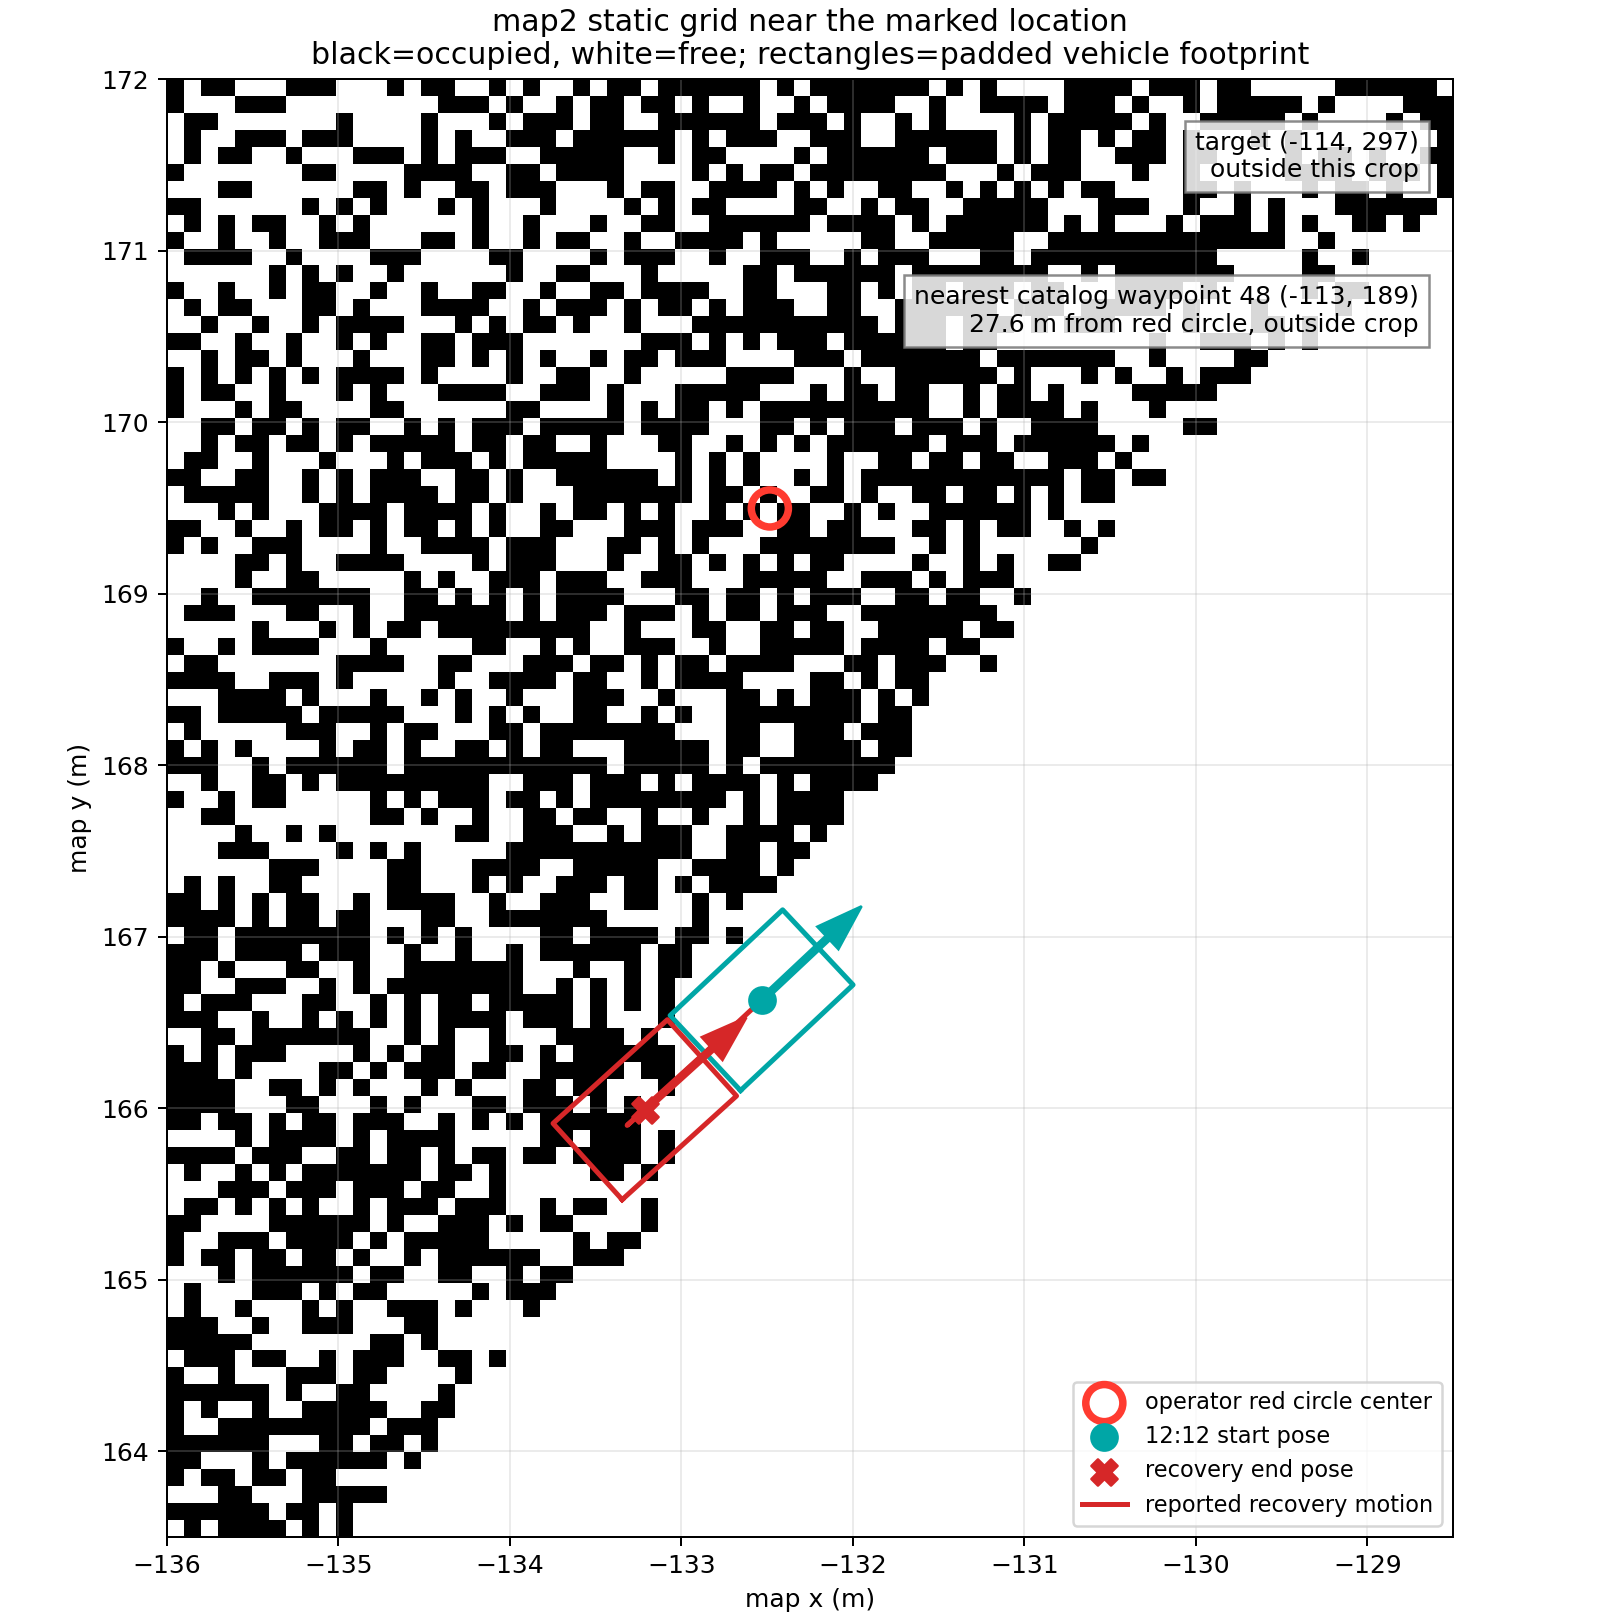 map2 static grid near the marked location
black=occupied, white=free; rectangles=padded vehicle footprint
172
171
170
169
168
167
166
165
164
map y (m)
target (-114, 297)
outside this crop
nearest catalog waypoint 48 (-113, 189)
27.6 m from red circle, outside crop
operator red circle center
12:12 start pose
recovery end pose
reported recovery motion
−136 −135 −134 −133 −132 −131 −130 −129
map x (m)